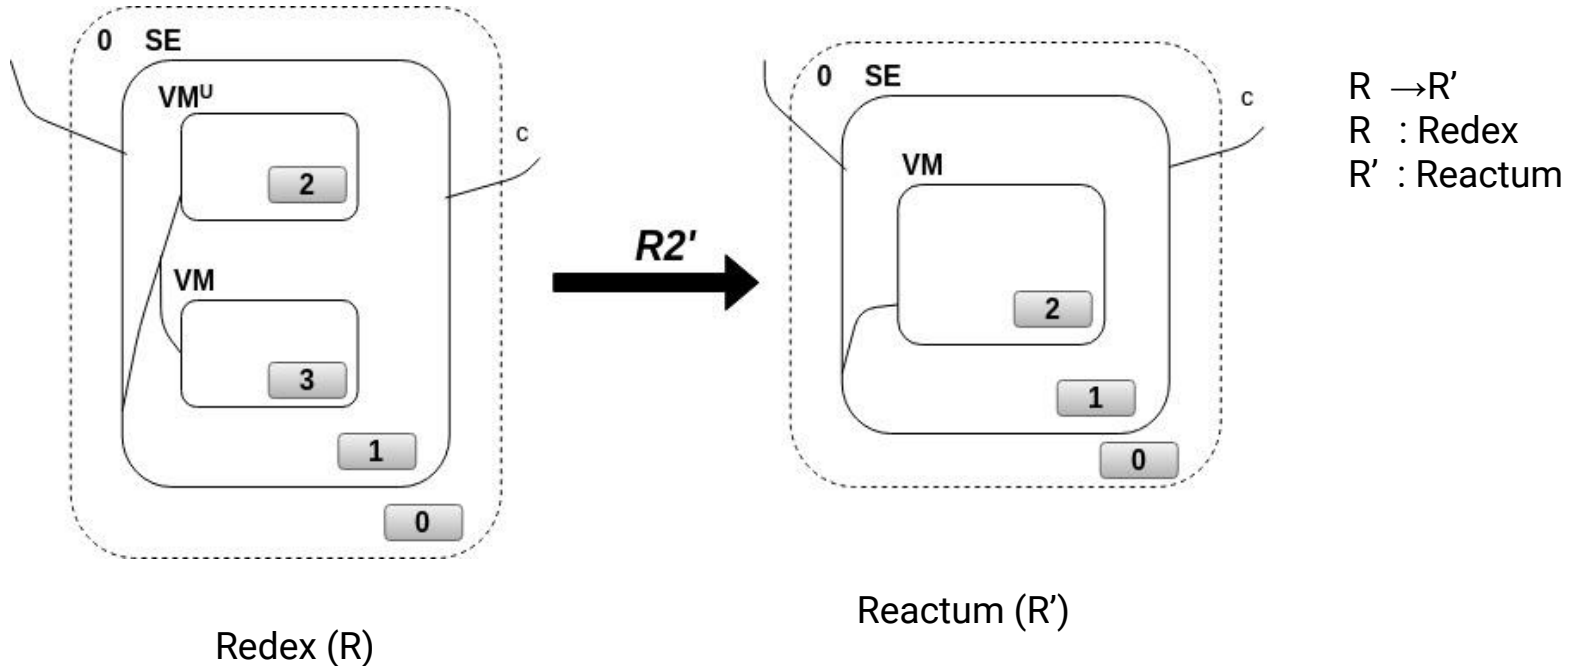 0 SE
VMᵁ
2
VM
3
1
0
c
Redex (R)
R2'
0 SE
VM
2
1
0
c
Reactum (R’)
R →R’
R : Redex
R’ : Reactum